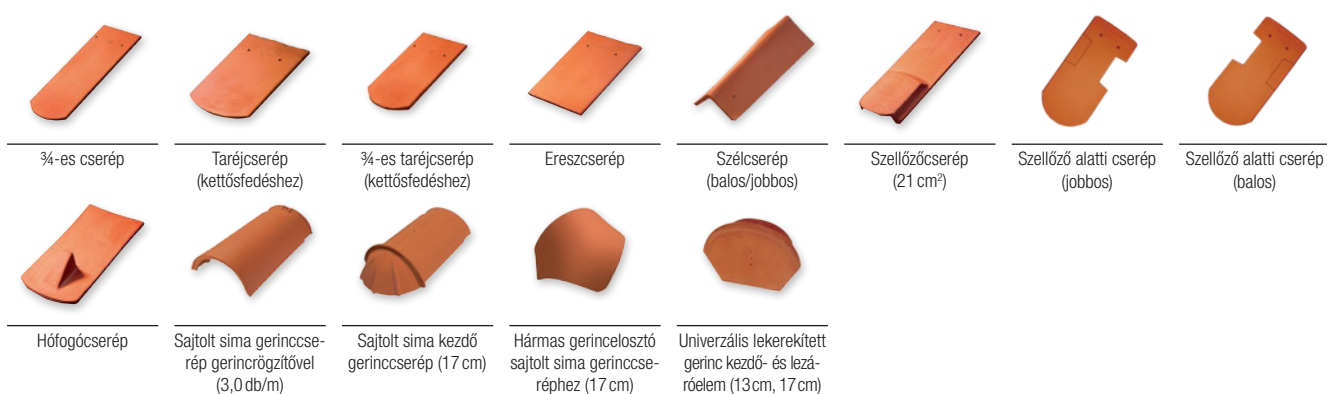 ¾-es cserép
Taréjcserép
(kettősfedéshez)
¾-es taréjcserép
(kettősfedéshez)
Ereszcserép
Szélcserép
(balos/jobbos)
Szellőzőcserép
(21 cm²)
Szellőző alatti cserép
(jobbos)
Szellőző alatti cserép
(balos)
Hófogócserép
Sajtolt sima gerinccse-
rép gerincrögzítővel
(3,0 db/m)
Sajtolt sima kezdő
gerinccserép (17 cm)
Hármas gerincelosztó
sajtolt sima gerinccse-
réphez (17 cm)
Univerzális lekerekített
gerinc kezdő- és lezá-
róelem (13 cm, 17 cm)